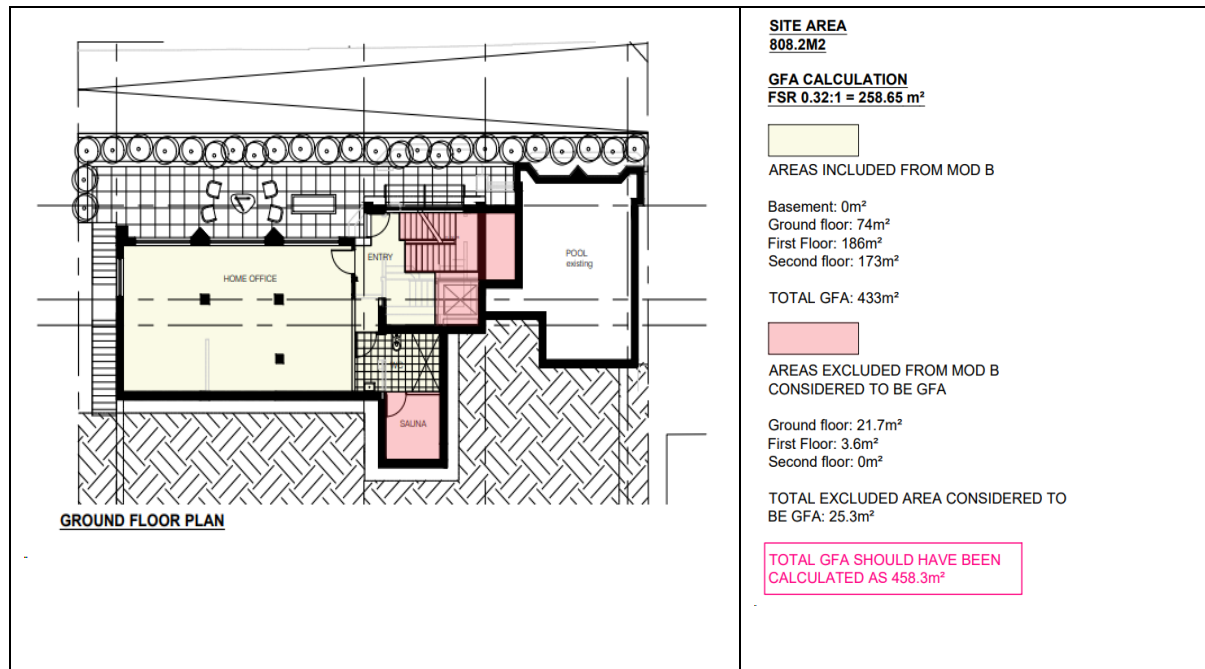 HOME OFFICE
ENTRY
POOL
existing
WC
SAUNA
GROUND FLOOR PLAN
SITE AREA
808.2M2
GFA CALCULATION
FSR 0.32:1 = 258.65 m²
AREAS INCLUDED FROM MOD B
Basement: 0m²
Ground floor: 74m²
First Floor: 186m²
Second floor: 173m²
TOTAL GFA: 433m²
AREAS EXCLUDED FROM MOD B
CONSIDERED TO BE GFA
Ground floor: 21.7m²
First Floor: 3.6m²
Second floor: 0m²
TOTAL EXCLUDED AREA CONSIDERED TO
BE GFA: 25.3m²
TOTAL GFA SHOULD HAVE BEEN
CALCULATED AS 458.3m²